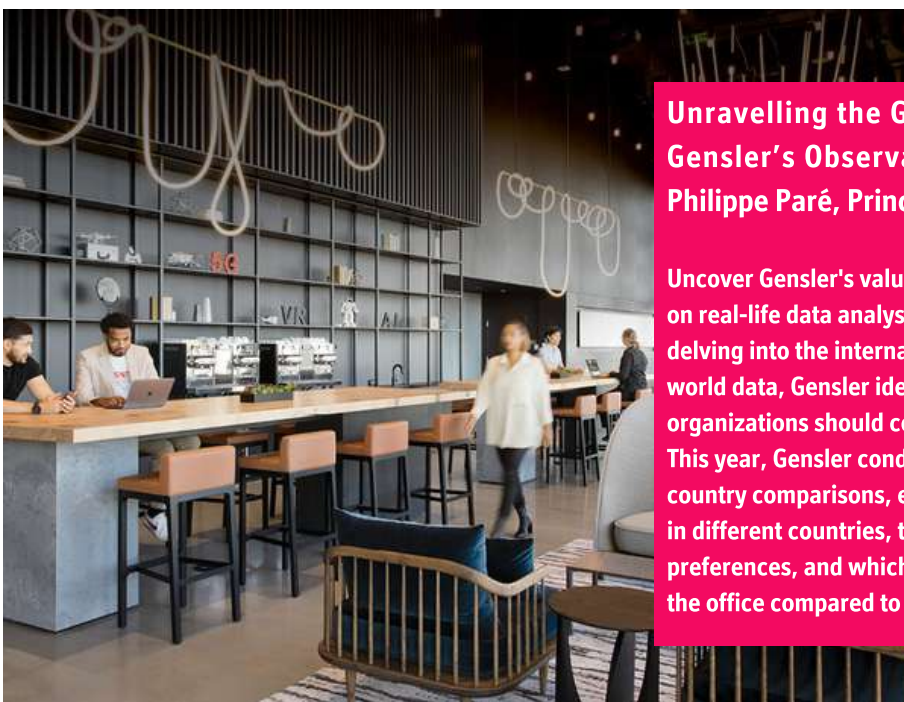 5G
VR
AI
Unravelling the G
Gensler’s Observa
Philippe Paré, Princ
Uncover Gensler's valu
on real-life data analys
delving into the interna
world data, Gensler ide
organizations should co
This year, Gensler cond
country comparisons, e
in different countries, t
preferences, and which
the office compared to